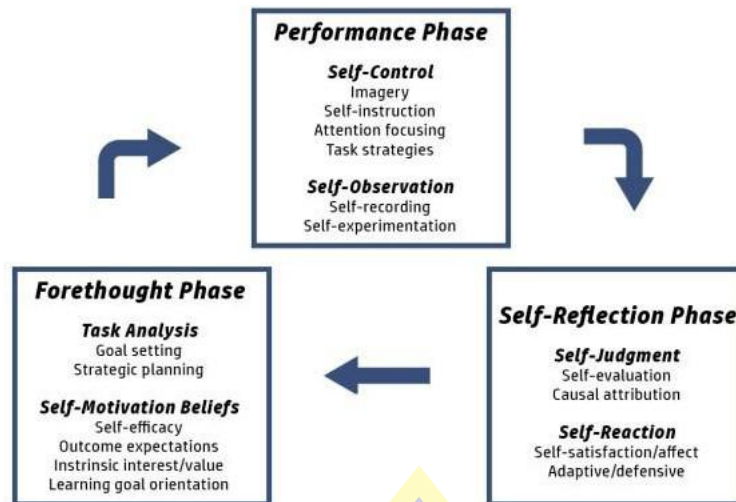 Performance Phase
Self-Control
Imagery
Self-instruction
Attention focusing
Task strategies
Self-Observation
Self-recording
Self-experimentation
Forethought Phase
Task Analysis
Goal setting
Strategic planning
Self-Motivation Beliefs
Self-efficacy
Outcome expectations
Instrinsic interest/value
Learning goal orientation
Self-Reflection Phase
Self-Judgment
Self-evaluation
Causal attribution
Self-Reaction
Self-satisfaction/affect
Adaptive/defensive